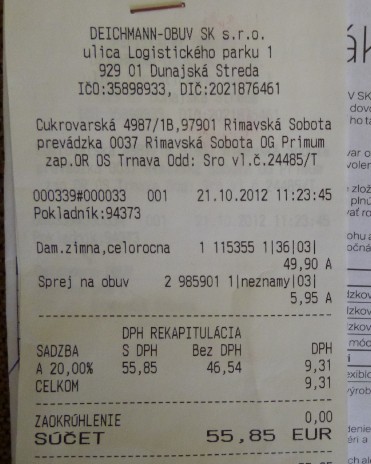 DEICHMANN-OBUV SK s.r.o.
ulica Logistického parku 1
929 01 Dunajská Streda
IČO:35898933, DIČ:2021876461
Cukrovarská 4987/1B,97901 Rimavská Sobota
prevádzka 0037 Rimavská Sobota OG Primum
zap.OR OS Trnava Odd: Sro vl.č.24485/T
000339#000033 001 21.10.2012 11:23:45
Pokladník:94373
Dam.zimna,celorocna 1 115355 1|36|03|
49,90 A
Sprej na obuv 2 985901 1|neznamy|03|
5,95 A
DPH REKAPITULÁCIA
SADZBA S DPH Bez DPH DPH
A 20,00% 55,85 46,54 9,31
CELKOM 9,31
ZAOKRÚHLENIE 0,00
SÚČET 55,85 EUR